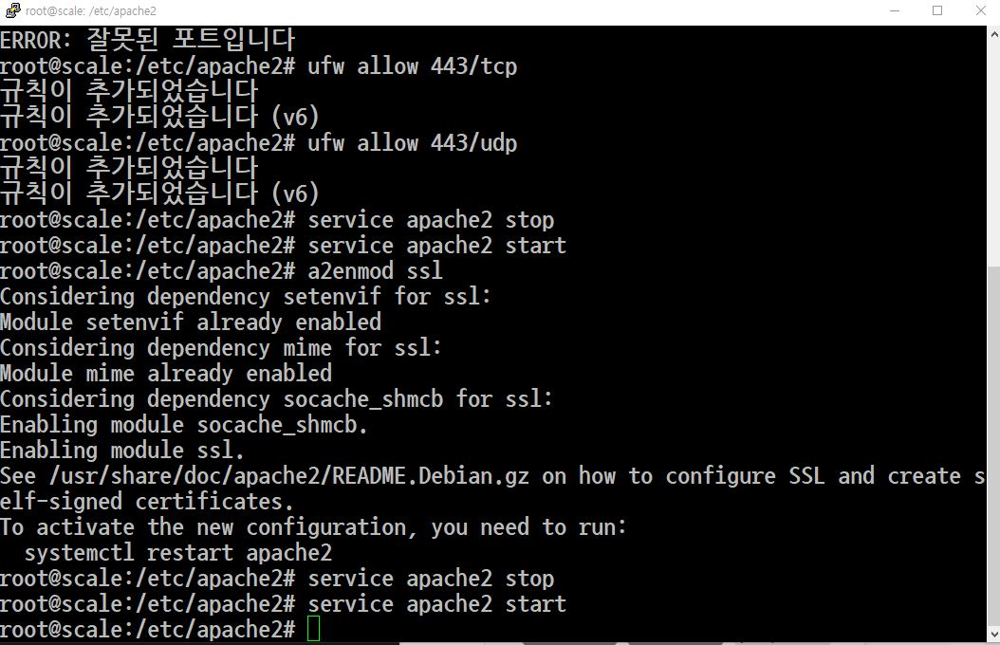 root@scale: /etc/apache2
ERROR: 잘못된 포트입니다
root@scale:/etc/apache2# ufw allow 443/tcp
규칙이 추가되었습니다
규칙이 추가되었습니다 (v6)
root@scale:/etc/apache2# ufw allow 443/udp
규칙이 추가되었습니다
규칙이 추가되었습니다 (v6)
root@scale:/etc/apache2# service apache2 stop
root@scale:/etc/apache2# service apache2 start
root@scale:/etc/apache2# a2enmod ssl
Considering dependency setenvif for ssl:
Module setenvif already enabled
Considering dependency mime for ssl:
Module mime already enabled
Considering dependency socache_shmcb for ssl:
Enabling module socache_shmcb.
Enabling module ssl.
See /usr/share/doc/apache2/README.Debian.gz on how to configure SSL and create s
elf-signed certificates.
To activate the new configuration, you need to run:
  systemctl restart apache2
root@scale:/etc/apache2# service apache2 stop
root@scale:/etc/apache2# service apache2 start
root@scale:/etc/apache2#